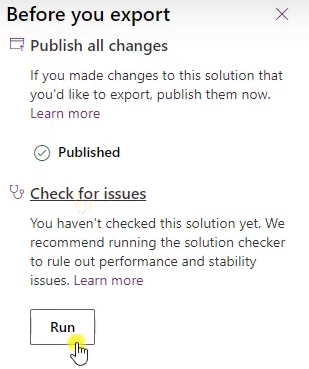 Before you export
Publish all changes
If you made changes to this solution that
you'd like to export, publish them now.
Learn more
Published
Check for issues
You haven't checked this solution yet. We
recommend running the solution checker
to rule out performance and stability
issues. Learn more
Run